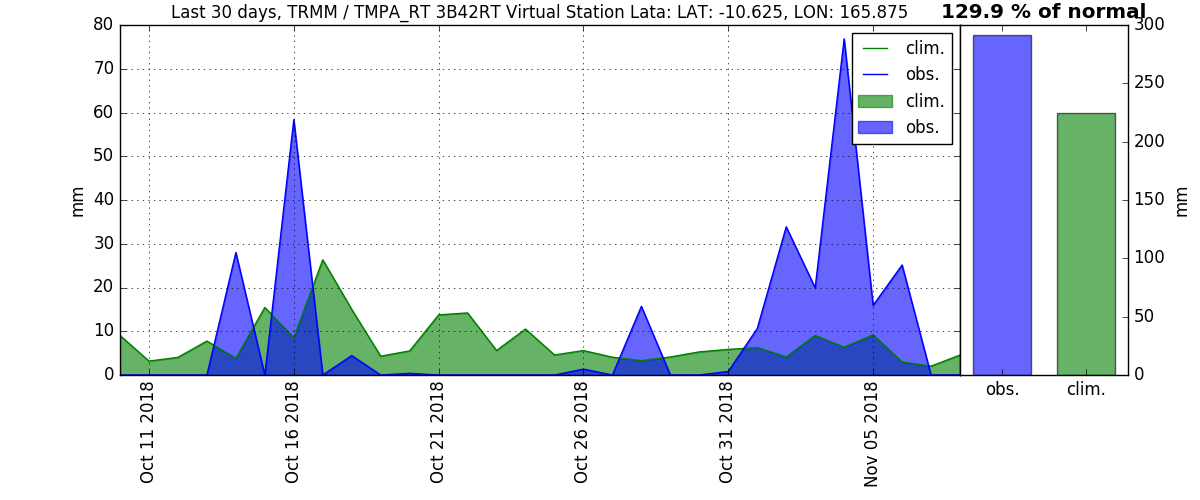 Last 30 days, TRMM / TMPA_RT 3B42RT Virtual Station Lata: LAT: -10.625, LON: 165.875
129.9 % of normal
80
70
60
50
40
30
20
10
0
mm
clim.
obs.
clim.
obs.
Oct 11 2018
Oct 16 2018
Oct 21 2018
Oct 26 2018
Oct 31 2018
Nov 05 2018
300
250
200
150
100
50
0
mm
obs.
clim.